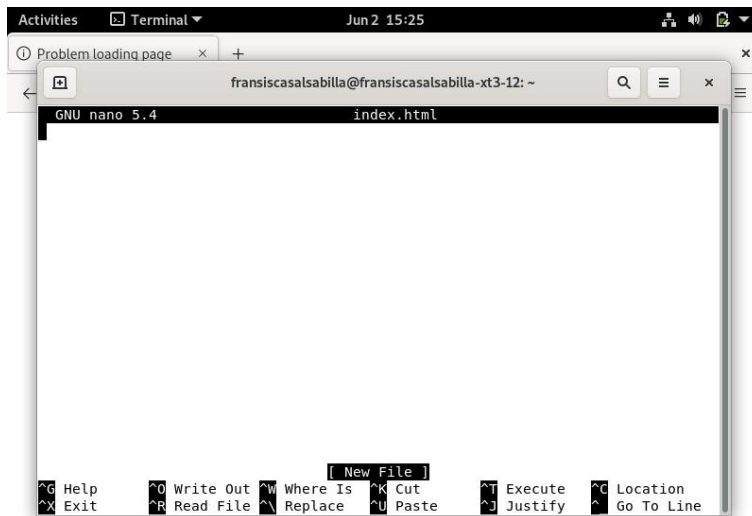 Activities Terminal Jun 2 15:25
Problem loading page × +
fransiscasalsabilla@fransiscasalsabilla-xt3-12: ~
GNU nano 5.4 index.html
[ New File ]
^G Help ^O Write Out ^W Where Is ^K Cut ^T Execute ^C Location
^X Exit ^R Read File ^\ Replace ^U Paste ^J Justify ^_ Go To Line